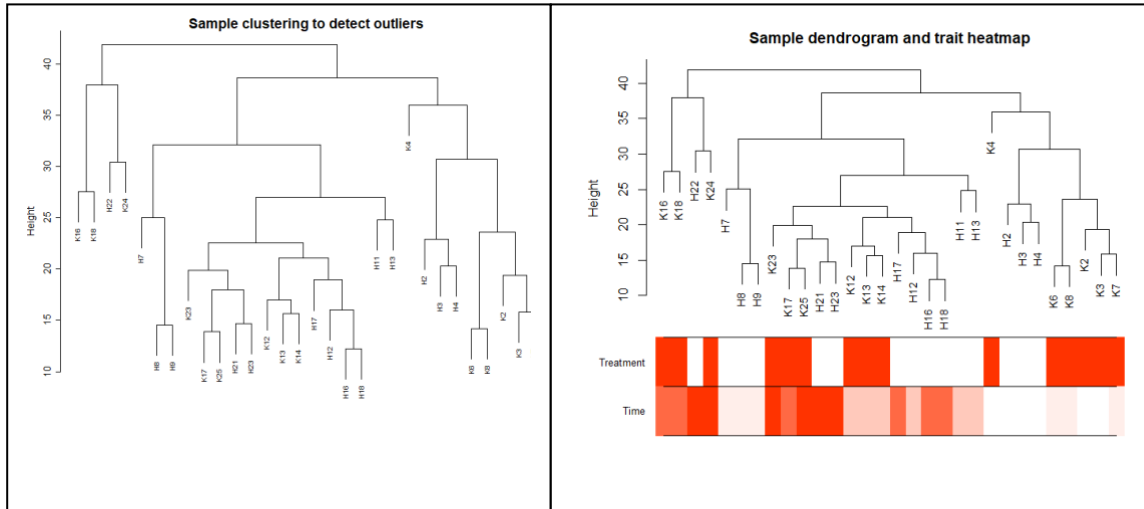 Sample clustering to detect outliers
Height
40
35
30
25
20
15
10
K16
K18
H22
K24
H7
H8
H9
K23
K17
K25
H21
H23
K12
K13
K14
H17
H12
H16
H18
H11
H13
K4
H2
H3
H4
K6
K8
K2
K3
Sample dendrogram and trait heatmap
Height
40
35
30
25
20
15
10
K16
K18
H22
K24
H7
H8
H9
K23
K17
K25
H21
H23
K12
K13
K14
H17
H12
H16
H18
H11
H13
K4
H2
H3
H4
K6
K8
K2
K3
K7
Treatment
Time